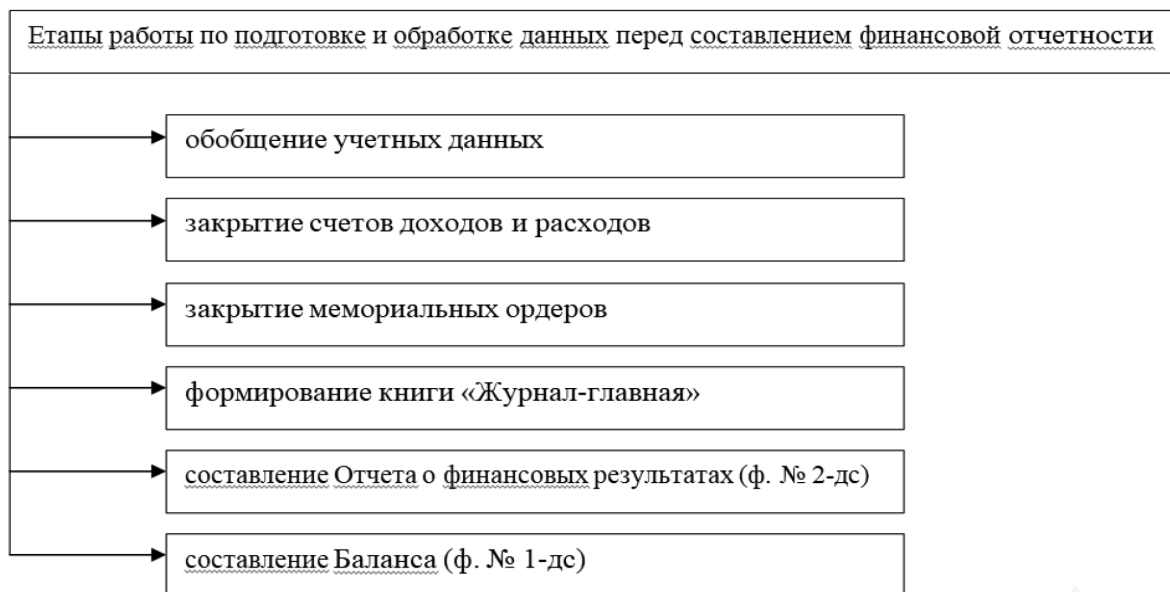 Етапы работы по подготовке и обработке данных перед составлением финансовой отчетности
обобщение учетных данных
закрытие счетов доходов и расходов
закрытие мемориальных ордеров
формирование книги «Журнал-главная»
составление Отчета о финансовых результатах (ф. № 2-дс)
составление Баланса (ф. № 1-дс)